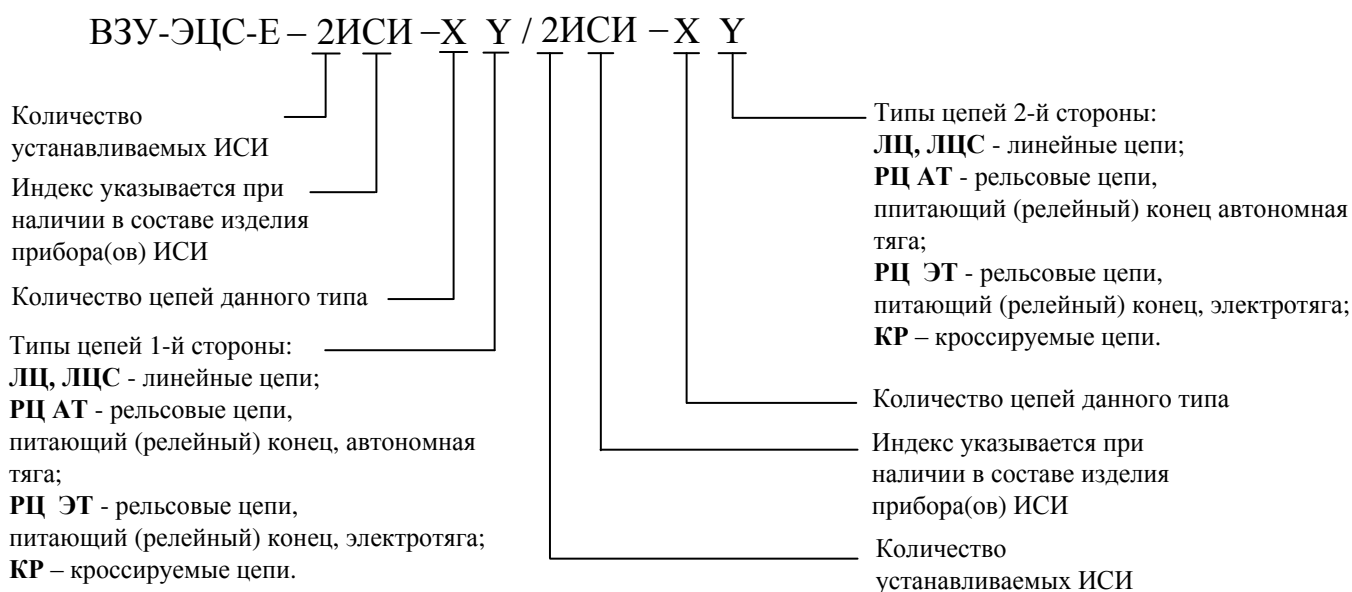 ВЗУ-ЭЦС-Е – 2ИСИ –X Y / 2ИСИ – X Y
Количество
устанавливаемых ИСИ
Индекс указывается при
наличии в составе изделия
прибора(ов) ИСИ
Количество цепей данного типа
Типы цепей 1-й стороны:
ЛЦ, ЛЦС - линейные цепи;
РЦ АТ - рельсовые цепи,
питающий (релейный) конец, автономная
тяга;
РЦ ЭТ - рельсовые цепи,
питающий (релейный) конец, электротяга;
КР – кроссируемые цепи.
Типы цепей 2-й стороны:
ЛЦ, ЛЦС - линейные цепи;
РЦ АТ - рельсовые цепи,
ппитающий (релейный) конец автономная
тяга;
РЦ ЭТ - рельсовые цепи,
питающий (релейный) конец, электротяга;
КР – кроссируемые цепи.
Количество цепей данного типа
Индекс указывается при
наличии в составе изделия
прибора(ов) ИСИ
Количество
устанавливаемых ИСИ